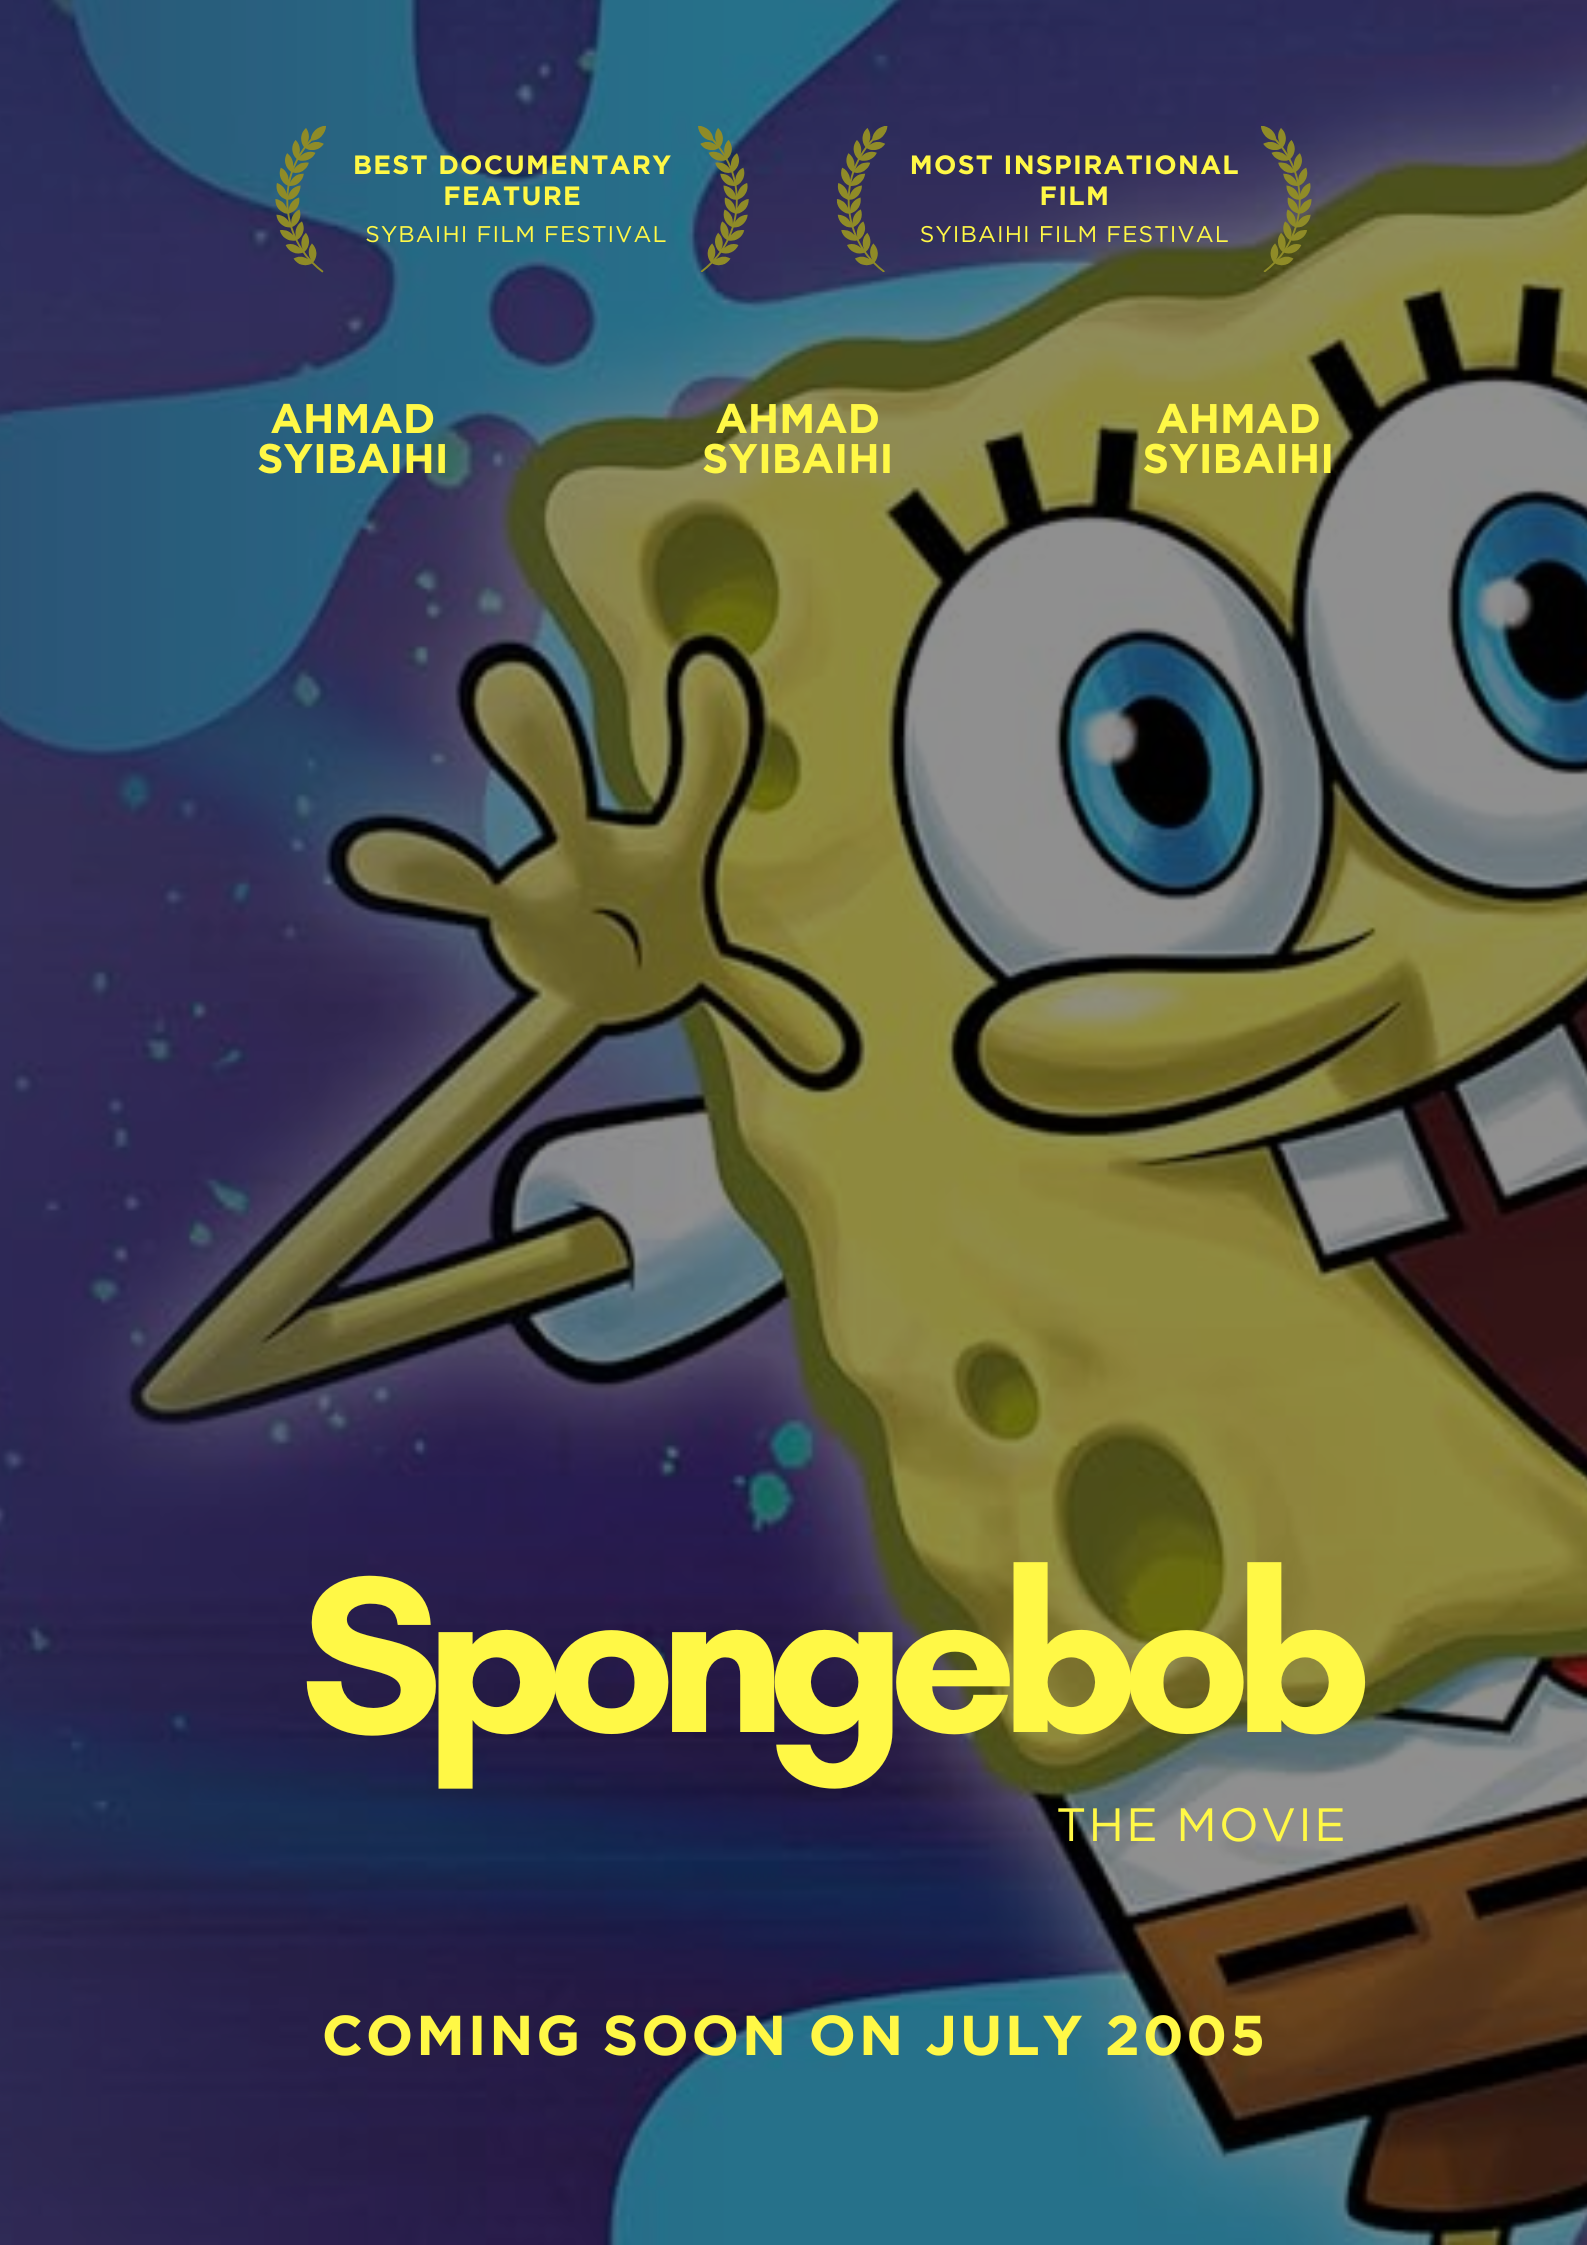 BEST DOCUMENTARY
FEATURE
SYBAIHI FILM FESTIVAL
MOST INSPIRATIONAL
FILM
SYIBAIHI FILM FESTIVAL
AHMAD
SYIBAIHI
AHMAD
SYIBAIHI
AHMAD
SYIBAIHI
Spongebob
THE MOVIE
COMING SOON ON JULY 2005